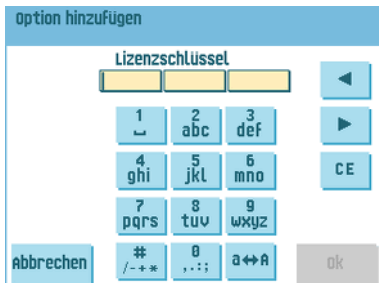 Option hinzufügen
Lizenzschlüssel
◄
1 2 3
␣ abc def
►
4 5 6
ghi jkl mno
CE
7 8 9
pqrs tuv wxyz
Abbrechen
# 0
/-+* ,.:; a↔A
ok